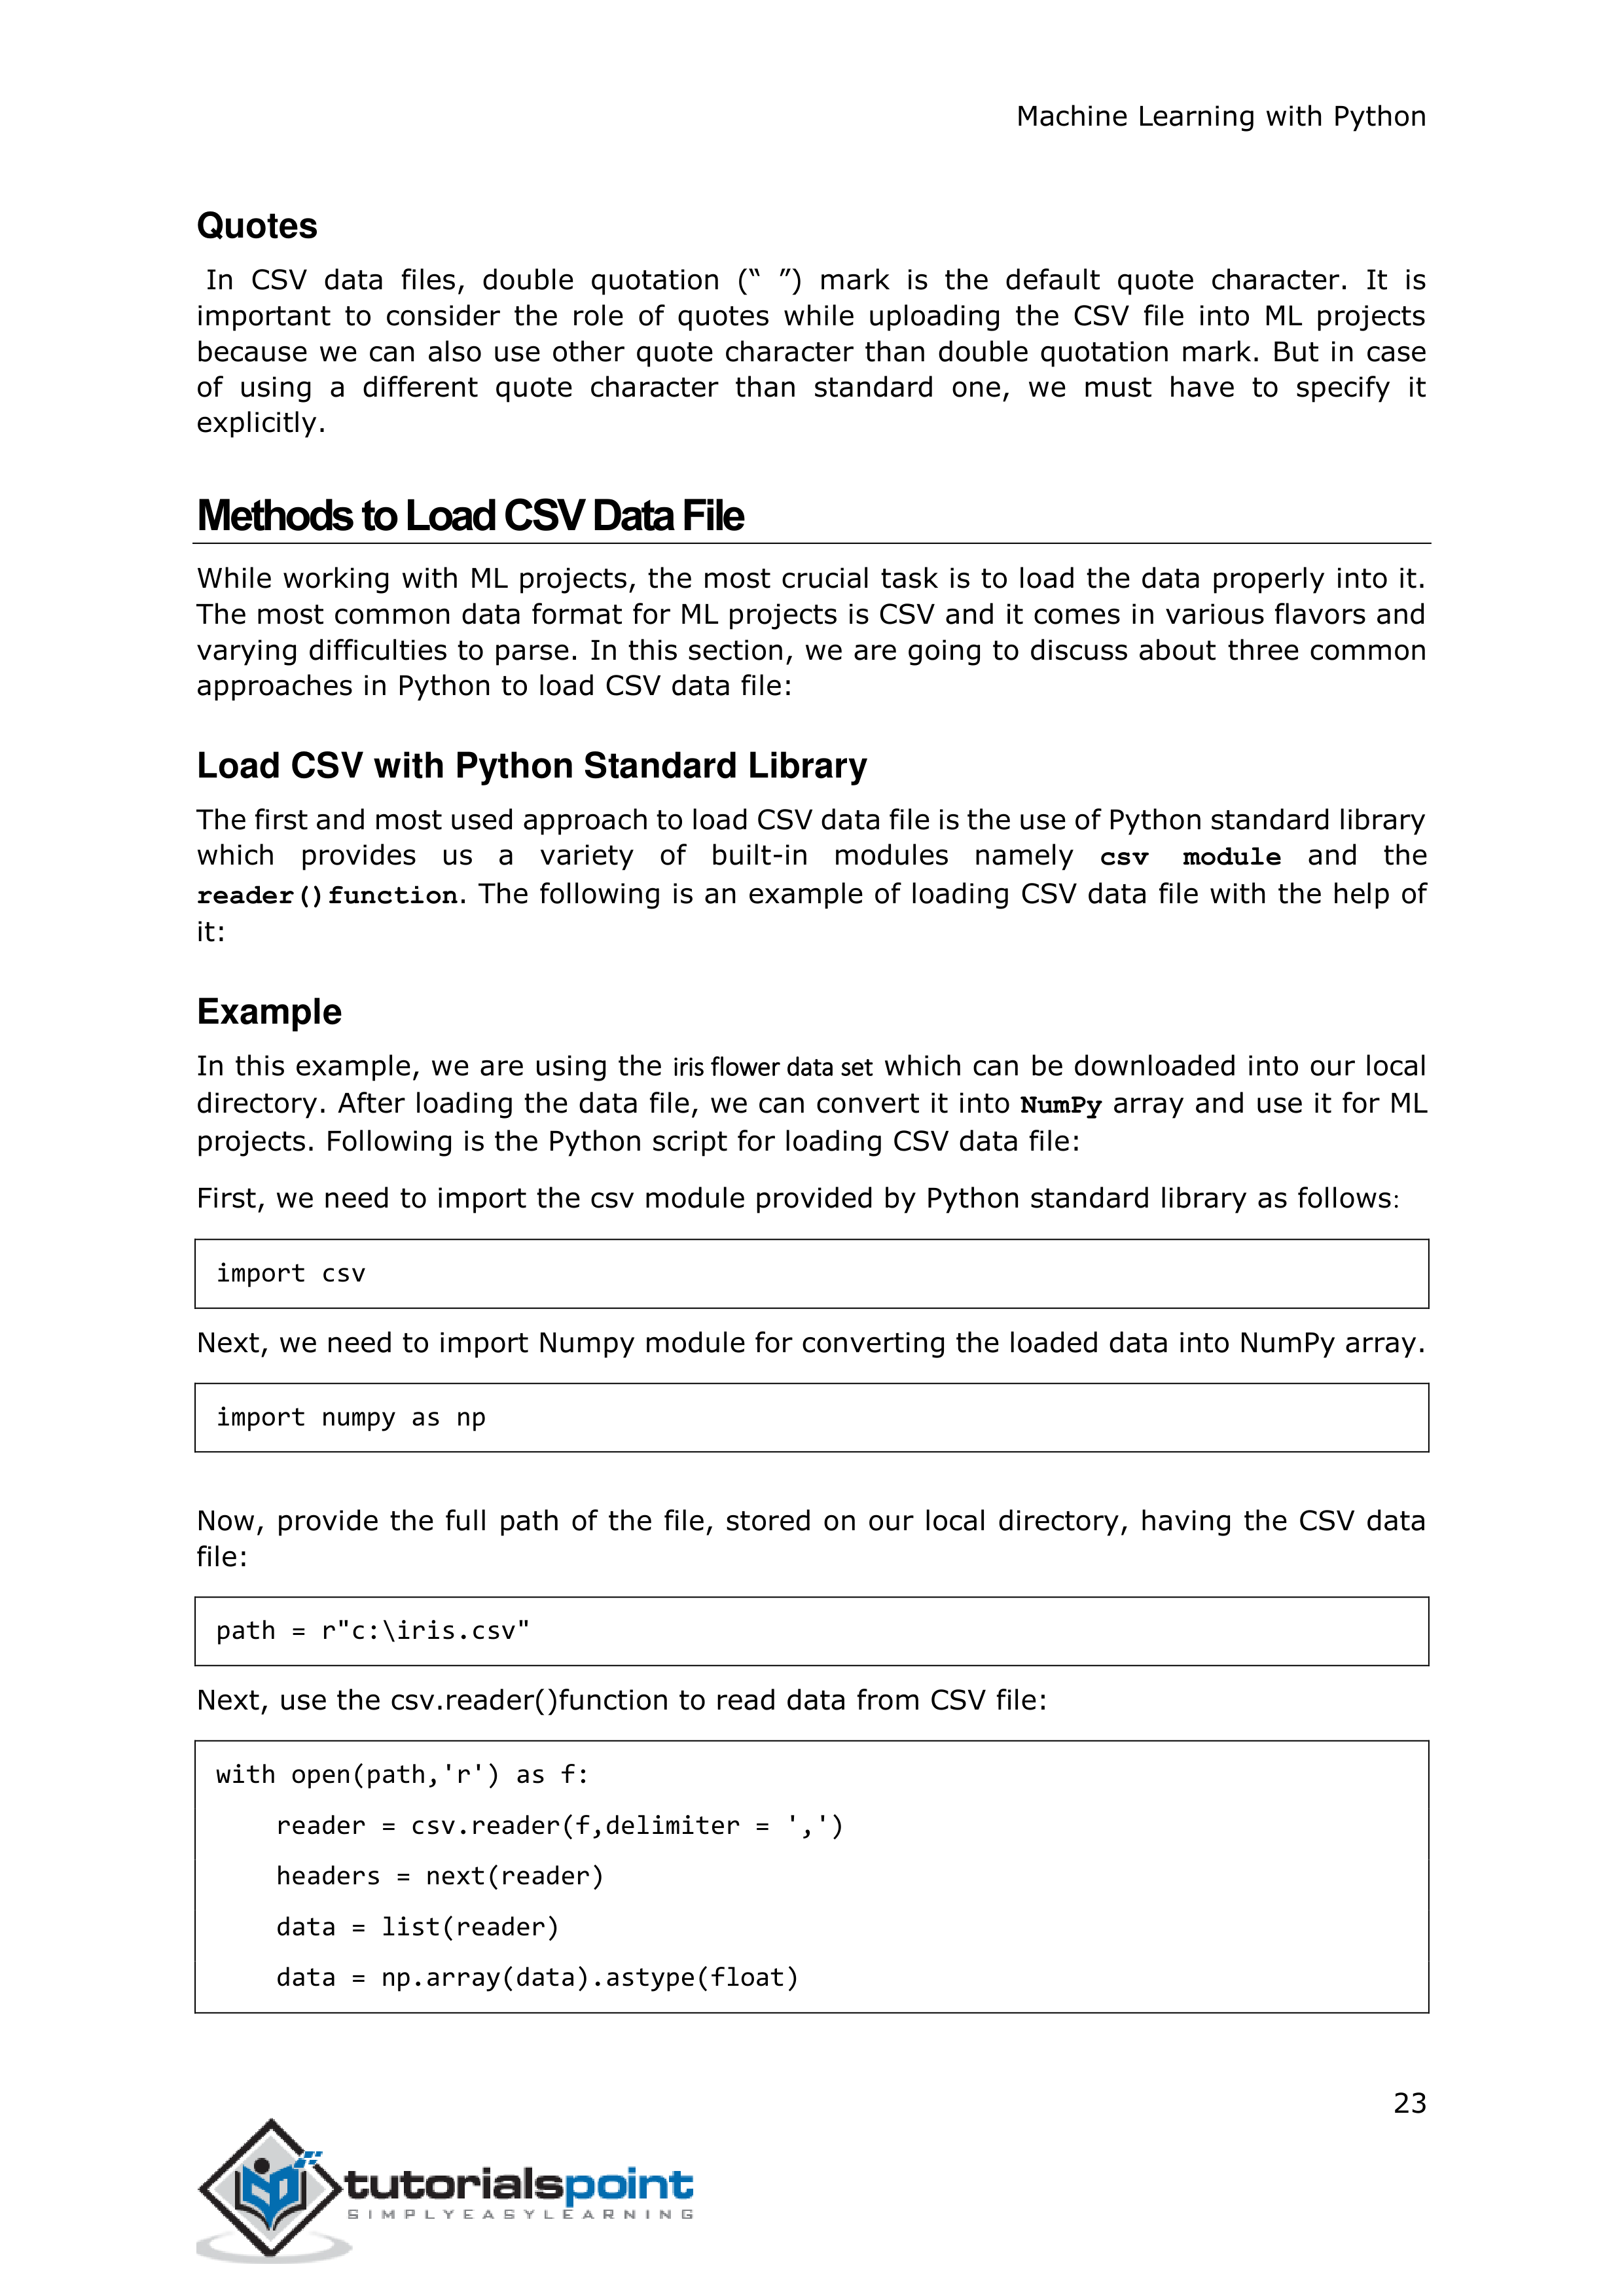 Machine Learning with Python
Quotes
In CSV data files, double quotation (“ ”) mark is the default quote character. It is
important to consider the role of quotes while uploading the CSV file into ML projects
because we can also use other quote character than double quotation mark. But in case
of using a different quote character than standard one, we must have to specify it
explicitly.
Methods to Load CSV Data File
While working with ML projects, the most crucial task is to load the data properly into it.
The most common data format for ML projects is CSV and it comes in various flavors and
varying difficulties to parse. In this section, we are going to discuss about three common
approaches in Python to load CSV data file:
Load CSV with Python Standard Library
The first and most used approach to load CSV data file is the use of Python standard library
which provides us a variety of built-in modules namely csv module and the
reader()function. The following is an example of loading CSV data file with the help of
it:
Example
In this example, we are using the iris flower data set which can be downloaded into our local
directory. After loading the data file, we can convert it into NumPy array and use it for ML
projects. Following is the Python script for loading CSV data file:
First, we need to import the csv module provided by Python standard library as follows:
import csv
Next, we need to import Numpy module for converting the loaded data into NumPy array.
import numpy as np
Now, provide the full path of the file, stored on our local directory, having the CSV data
file:
path = r"c:\iris.csv"
Next, use the csv.reader()function to read data from CSV file:
with open(path,'r') as f:
    reader = csv.reader(f,delimiter = ',')
    headers = next(reader)
    data = list(reader)
    data = np.array(data).astype(float)
23
tutorialspoint
SIMPLYEASYLEARNING